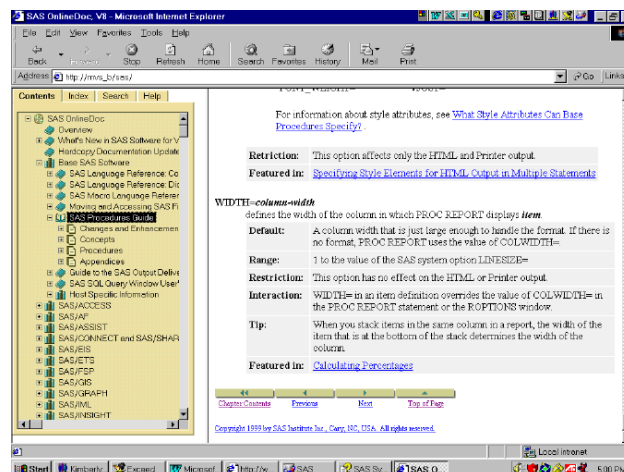 SAS OnlineDoc, V8 - Microsoft Internet Explorer
File Edit View Favorites Tools Help
Back Stop Refresh Home Search Favorites History Mail Print
Address http://mvs_b/sas/ Go Links
Contents Index Search Help
SAS OnlineDoc
Overview
What's New in SAS Software for V
Hardcopy Documentation Update
Base SAS Software
SAS Language Reference: Co
SAS Language Reference: Dic
SAS Macro Language Referer
Moving and Accessing SAS Fi
SAS Procedures Guide
Changes and Enhancemen
Concepts
Procedures
Appendices
Guide to the SAS Output Delive
SAS SQL Query Window User'
Host Specific Information
SAS/ACCESS
SAS/AF
SAS/ASSIST
SAS/CONNECT and SAS/SHAR
SAS/EIS
SAS/ETS
SAS/FSP
SAS/GIS
SAS/GRAPH
SAS/IML
SAS/INSIGHT
For information about style attributes, see What Style Attributes Can Base
Procedures Specify? .
Retriction: This option affects only the HTML and Printer output.
Featured in: Specifying Style Elements for HTML Output in Multiple Statements
WIDTH=column-width
defines the width of the column in which PROC REPORT displays item.
Default: A column width that is just large enough to handle the format. If there is
no format, PROC REPORT uses the value of COLWIDTH=.
Range: 1 to the value of the SAS system option LINESIZE=
Restriction: This option has no effect on the HTML or Printer output.
Interaction: WIDTH= in an item definition overrides the value of COLWIDTH= in
the PROC REPORT statement or the ROPTIONS window.
Tip: When you stack items in the same column in a report, the width of the
item that is at the bottom of the stack determines the width of the
column.
Featured in: Calculating Percentages
Chapter Contents Previous Next Top of Page
Copyright 1999 by SAS Institute Inc., Cary, NC, USA. All rights reserved.
Local intranet
Start Kimberly Exceed Microsof http://w SAS SAS Sy SAS O... 5:00 PM